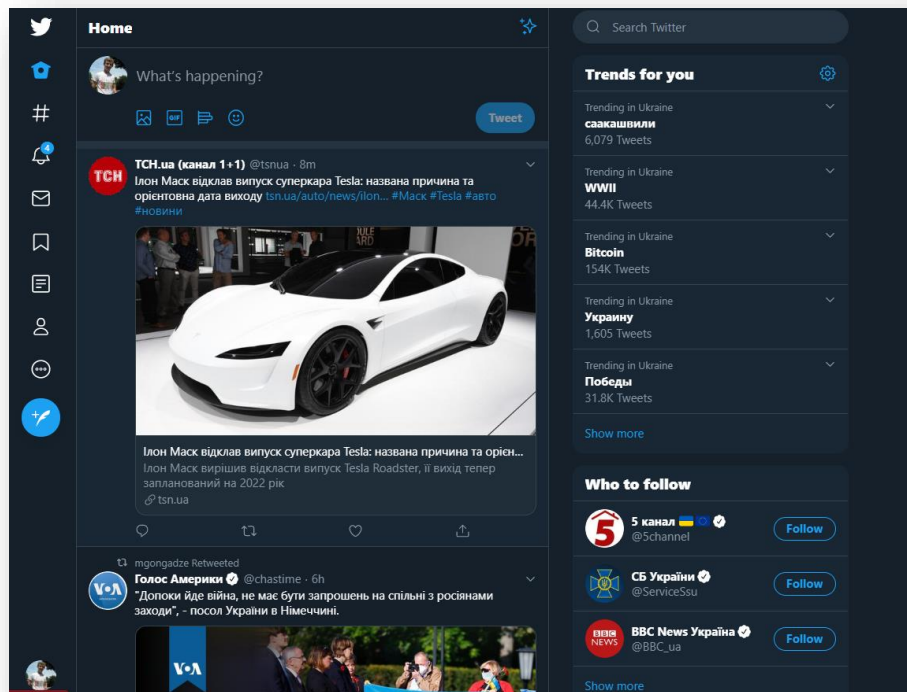 Home
What's happening?
GIF
Tweet
4
ТСН
ТСН.ua (канал 1+1) @tsnua · 8m
Ілон Маск відклав випуск суперкара Tesla: названа причина та
орієнтовна дата виходу tsn.ua/auto/news/ilon... #Маск #Tesla #авто
#новини
Ілон Маск відклав випуск суперкара Tesla: названа причина та орієн...
Ілон Маск вирішив відкласти випуск Tesla Roadster, її вихід тепер
запланований на 2022 рік
tsn.ua
mgongadze Retweeted
VOA
Голос Америки @chastime · 6h
"Допоки йде війна, не має бути запрошень на спільні з росіянами
заходи", - посол України в Німеччині.
VOA
Search Twitter
Trends for you
Trending in Ukraine
саакашвили
6,079 Tweets
Trending in Ukraine
WWII
44.4K Tweets
Trending in Ukraine
Bitcoin
154K Tweets
Trending in Ukraine
Украину
1,605 Tweets
Trending in Ukraine
Победы
31.8K Tweets
Show more
Who to follow
5 канал
@5channel
Follow
СБ України
@ServiceSsu
Follow
BBC NEWS
BBC News Україна
@BBC_ua
Follow
Show more